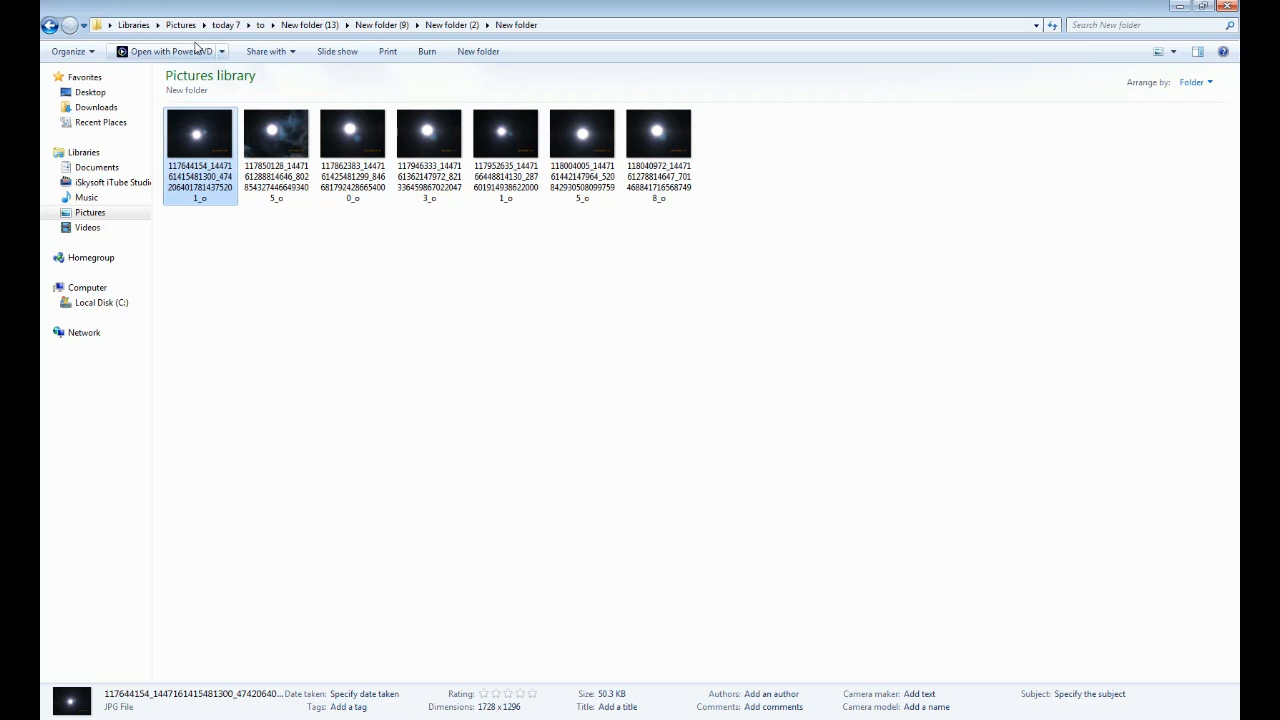 Libraries Pictures today 7 to New folder (13) New folder (9) New folder (2) New folder
Search New folder
Organize Open with PowerDVD Share with Slide show Print Burn New folder
Favorites
Desktop
Downloads
Recent Places
Libraries
Documents
iSkysoft iTube Studi
Music
Pictures
Videos
Homegroup
Computer
Local Disk (C:)
Network
Pictures library
New folder
Arrange by: Folder
117644154_14471
61415481300_474
206401781437520
1_o
117850128_14471
61288814646_802
854327446649340
5_o
117862383_14471
61425481299_846
681792428665400
0_o
117946333_14471
61362147972_821
336459867022047
3_o
117952635_14471
66448814130_287
601914938622000
1_o
118004005_14471
61442147964_520
842930508099759
5_o
118040972_14471
61278814647_701
468841716568749
8_o
117644154_1447161415481300_47420640...
JPG File
Date taken: Specify date taken
Tags: Add a tag
Rating:
Dimensions: 1728 x 1296
Size: 50.3 KB
Title: Add a title
Authors: Add an author
Comments: Add comments
Camera maker: Add text
Camera model: Add a name
Subject: Specify the subject